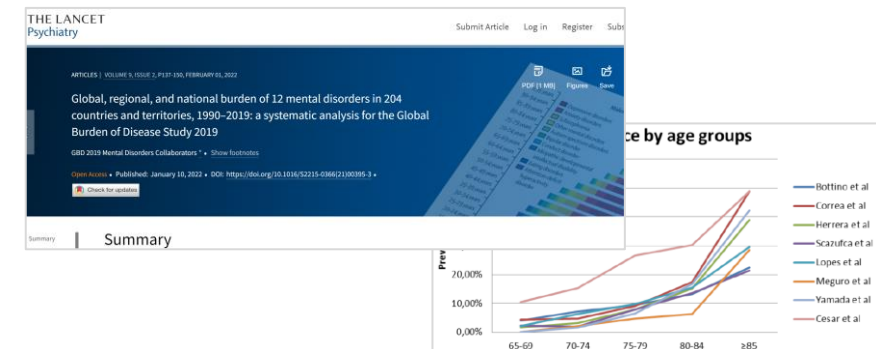 THE LANCET
Psychiatry
Submit Article Log in Register
ARTICLES | VOLUME 9, ISSUE 2, P137-150, FEBRUARY 01, 2022
PDF [1 MB] Figures Save
Global, regional, and national burden of 12 mental disorders in 204
countries and territories, 1990–2019: a systematic analysis for the Global
Burden of Disease Study 2019
GBD 2019 Mental Disorders Collaborators * • Show footnotes
Open Access • Published: January 10, 2022 • DOI: https://doi.org/10.1016/S2215-0366(21)00395-3 •
Check for updates
Summary
Summary
ce by age groups
Bottino et al
Correa et al
Herrera et al
Scazufca et al
Lopes et al
Meguro et al
Yamada et al
Cesar et al
Prev
20,00%
10,00%
0,00%
65-69 70-74 75-79 80-84 ≥85